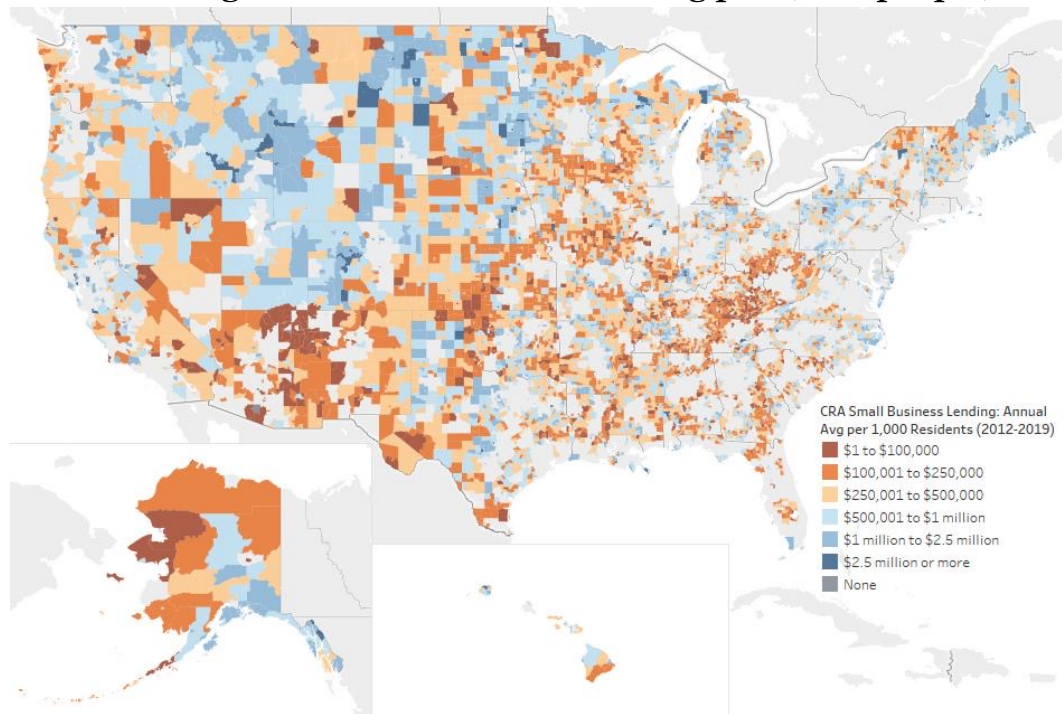 CRA Small Business Lending: Annual
Avg per 1,000 Residents (2012-2019)
$1 to $100,000
$100,001 to $250,000
$250,001 to $500,000
$500,001 to $1 million
$1 million to $2.5 million
$2.5 million or more
None